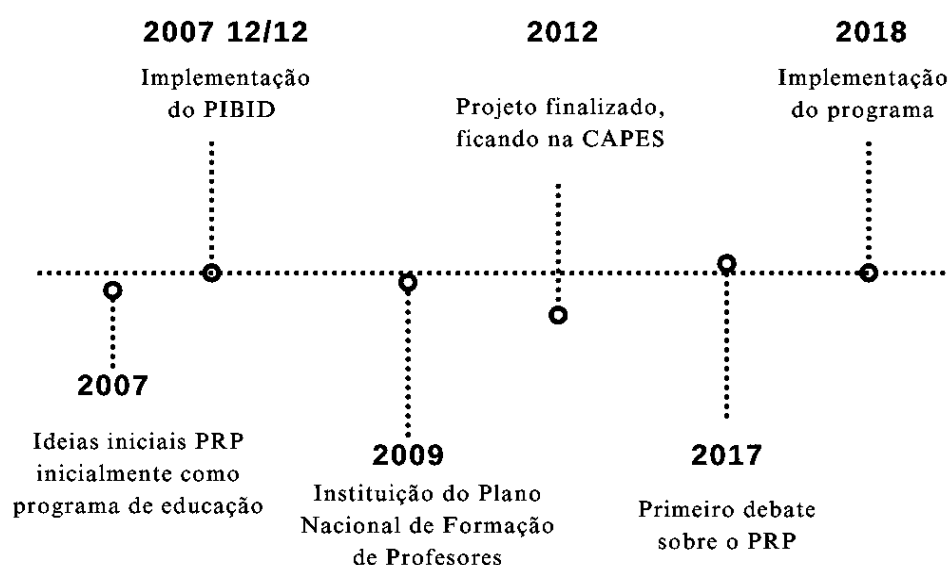 2007 12/12
Implementação
do PIBID
2012
Projeto finalizado,
ficando na CAPES
2018
Implementação
do programa
2007
Ideias iniciais PRP
inicialmente como
programa de educação
2009
Instituição do Plano
Nacional de Formação
de Profesores
2017
Primeiro debate
sobre o PRP